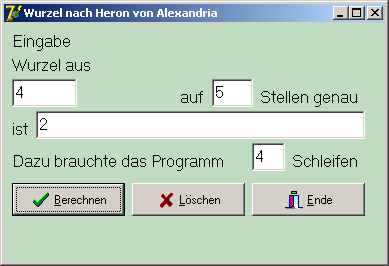 Wurzel nach Heron von Alexandria
Eingabe
Wurzel aus
4 auf 5 Stellen genau
ist 2
Dazu brauchte das Programm 4 Schleifen
Berechnen Löschen Ende